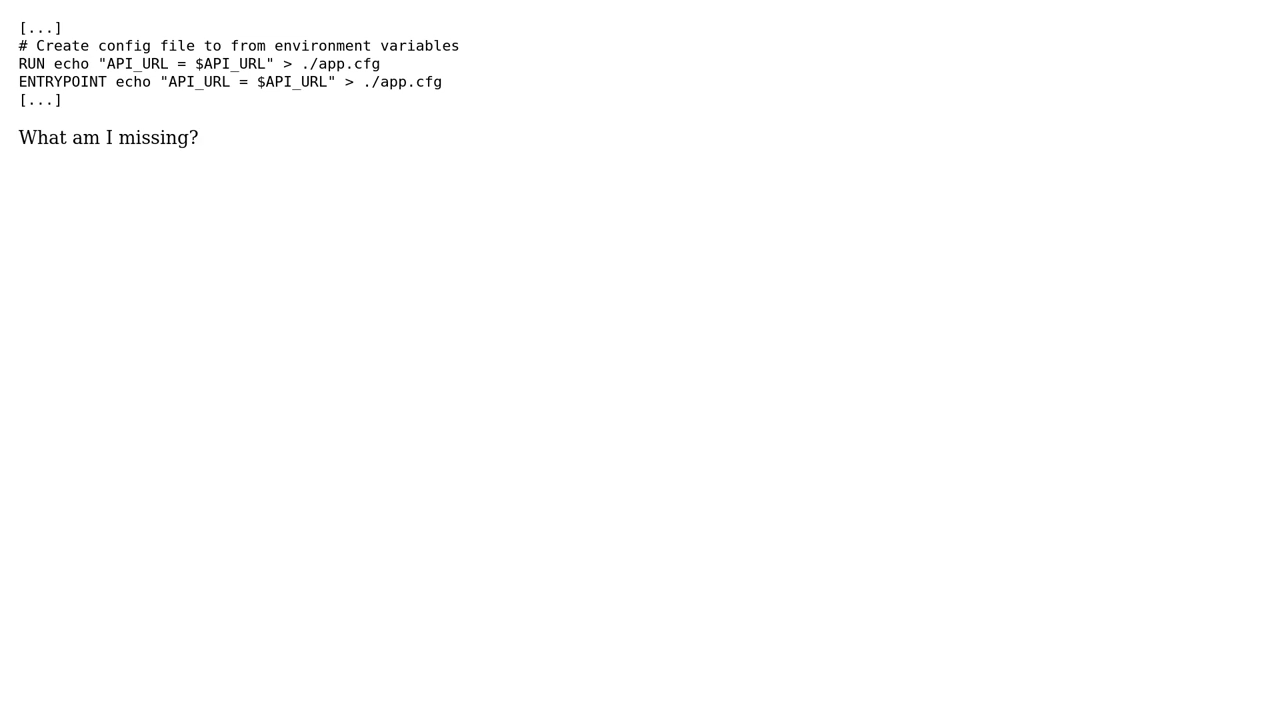 [...]
# Create config file to from environment variables
RUN echo "API_URL = $API_URL" > ./app.cfg
ENTRYPOINT echo "API_URL = $API_URL" > ./app.cfg
[...]
What am I missing?